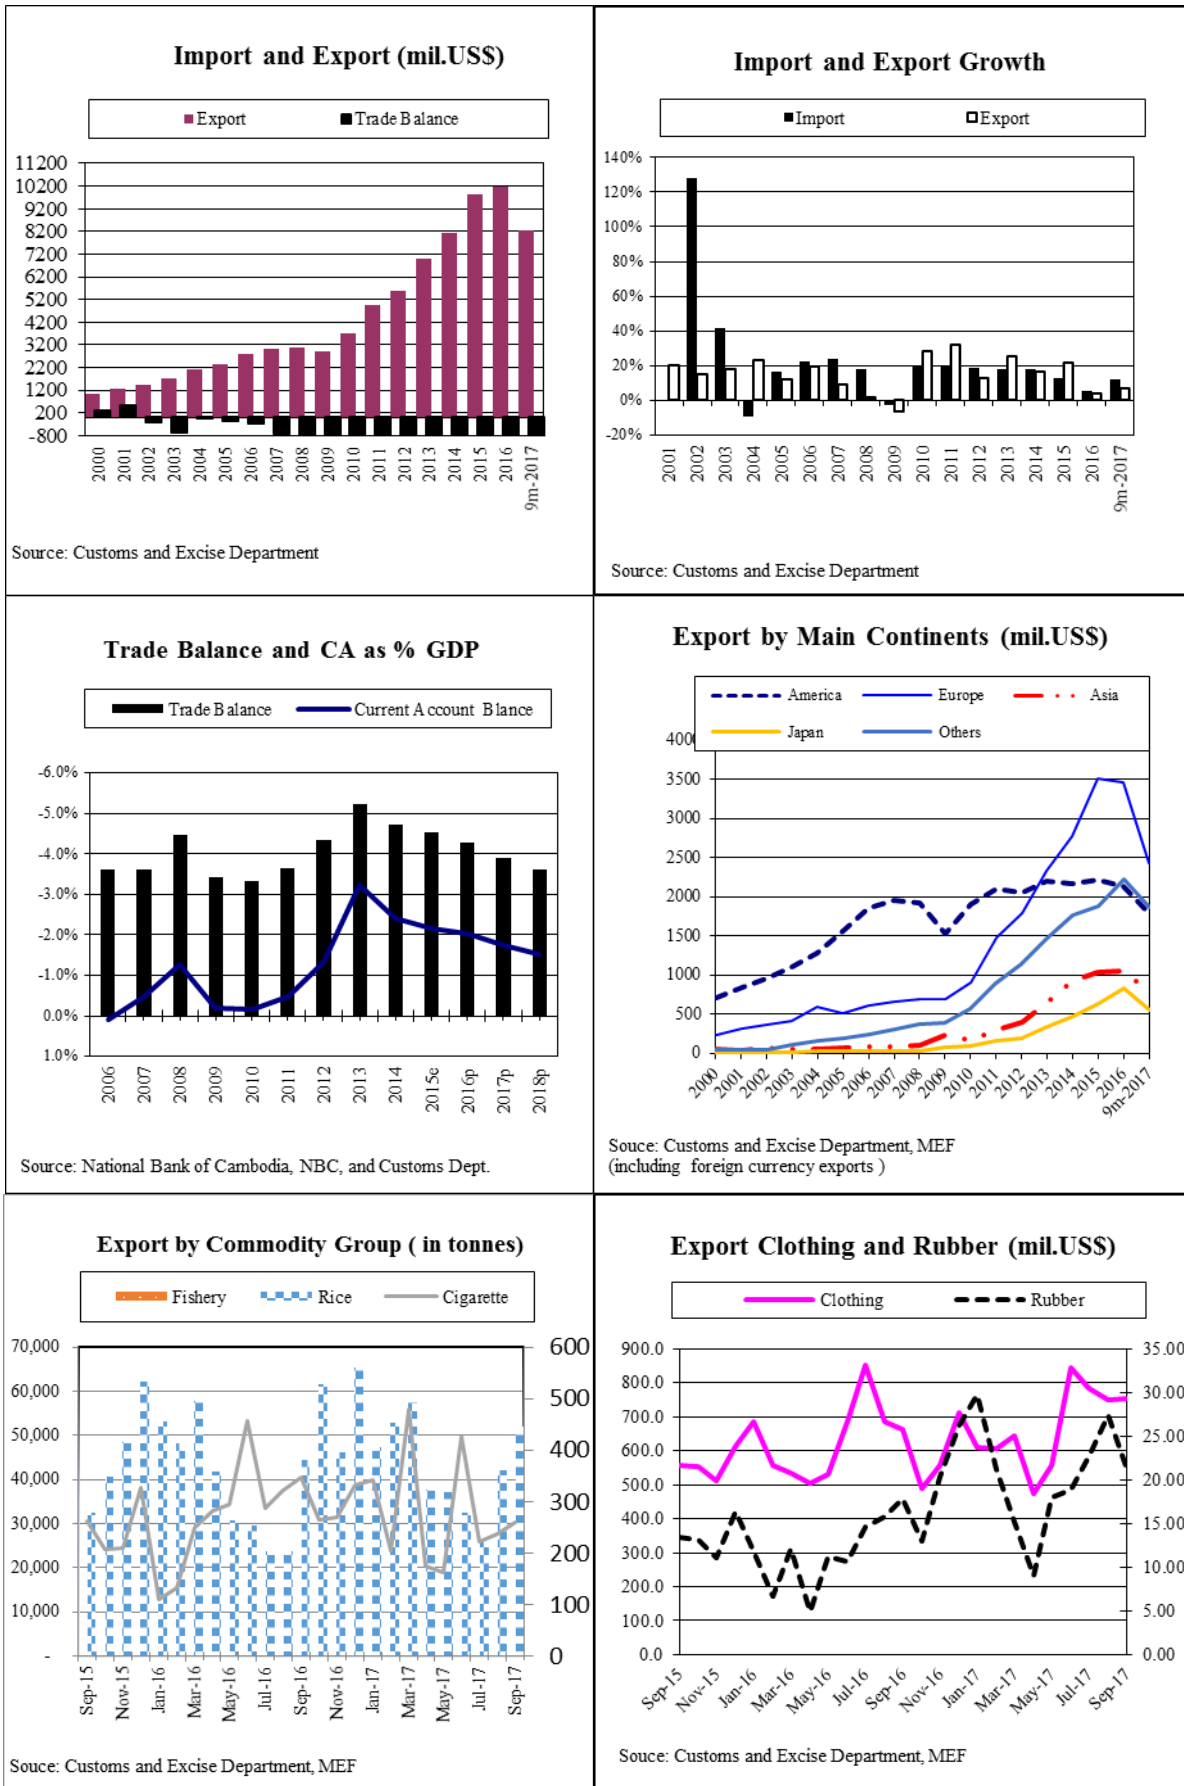 Import and Export (mil.US$)
Export
Trade Balance
11200
10200
9200
8200
7200
6200
5200
4200
3200
2200
1200
200
-800
2000
2001
2002
2003
2004
2005
2006
2007
2008
2009
2010
2011
2012
2013
2014
2015
2016
9m-2017
Source: Customs and Excise Department
Import and Export Growth
Import
Export
140%
120%
100%
80%
60%
40%
20%
0%
-20%
2001
2002
2003
2004
2005
2006
2007
2008
2009
2010
2011
2012
2013
2014
2015
2016
9m-2017
Source: Customs and Excise Department
Trade Balance and CA as % GDP
Trade Balance
Current Account Blance
-6.0%
-5.0%
-4.0%
-3.0%
-2.0%
-1.0%
0.0%
1.0%
2006
2007
2008
2009
2010
2011
2012
2013
2014
2015e
2016p
2017p
2018p
Source: National Bank of Cambodia, NBC, and Customs Dept.
Export by Main Continents (mil.US$)
America
Europe
Asia
Japan
Others
4000
3500
3000
2500
2000
1500
1000
500
0
2000
2001
2002
2003
2004
2005
2006
2007
2008
2009
2010
2011
2012
2013
2014
2015
2016
9m-2017
Souce: Customs and Excise Department, MEF
(including foreign currency exports )
Export by Commodity Group ( in tonnes)
Fishery
Rice
Cigarette
70,000
60,000
50,000
40,000
30,000
20,000
10,000
-
600
500
400
300
200
100
0
Sep-15
Nov-15
Jan-16
Mar-16
May-16
Jul-16
Sep-16
Nov-16
Jan-17
Mar-17
May-17
Jul-17
Sep-17
Souce: Customs and Excise Department, MEF
Export Clothing and Rubber (mil.US$)
Clothing
Rubber
900.0
800.0
700.0
600.0
500.0
400.0
300.0
200.0
100.0
0.0
35.00
30.00
25.00
20.00
15.00
10.00
5.00
0.00
Sep-15
Nov-15
Jan-16
Mar-16
May-16
Jul-16
Sep-16
Nov-16
Jan-17
Mar-17
May-17
Jul-17
Sep-17
Souce: Customs and Excise Department, MEF